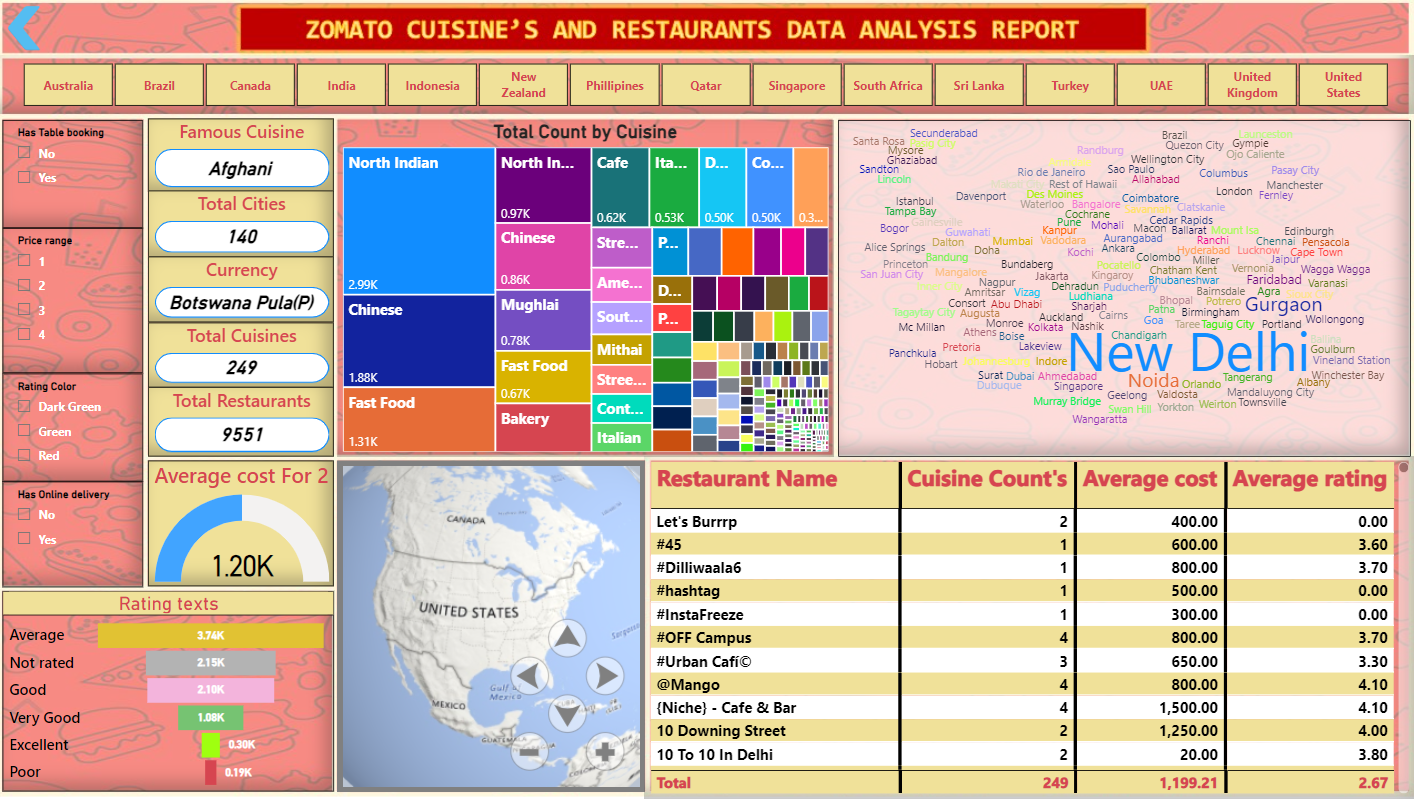 ZOMATO CUISINE’S AND RESTAURANTS DATA ANALYSIS REPORT
Australia
Brazil
Canada
India
Indonesia
New
Zealand
Phillipines
Qatar
Singapore
South Africa
Sri Lanka
Turkey
UAE
United
Kingdom
United
States
Has Table booking
No
Yes
Price range
1
2
3
4
Rating Color
Dark Green
Green
Red
Has Online delivery
No
Yes
Famous Cuisine
Afghani
Total Cities
140
Currency
Botswana Pula(P)
Total Cuisines
249
Total Restaurants
9551
Average cost For 2
1.20K
Total Count by Cuisine
North Indian
2.99K
Chinese
1.88K
Fast Food
1.31K
North In...
0.97K
Chinese
0.86K
Mughlai
0.78K
Fast Food
0.67K
Bakery
Cafe
0.62K
Ita...
0.53K
D...
0.50K
Co...
0.50K
0.3...
Stre...
Ame...
Sout...
Mithai
Stree...
Cont...
Italian
P...
D...
P...
Secunderabad
Santa Rosa
Mysore
Ghaziabad
Sandton
Lincoln
Brazil
Quezon City
Gympie
Randburg
Ojo Caliente
Wellington City
Rio de Janeiro
Sao Paulo
Columbus
Pasay City
Rest of Hawaii
Allahabad
Manchester
London
Fernley
Istanbul
Davenport
Des Moines
Coimbatore
Tampa Bay
Waterloo
Bangalore
Clatskanie
Cochrane
Gainesville
Pune
Mohali
Cedar Rapids
Bogor
Guwahati
Kanpur
Macon
Ballarat
Mount Isa
Edinburgh
Dalton
Mumbai
Vadodara
Aurangabad
Ranchi
Chennai
Pensacola
Alice Springs
Doha
Kochi
Ankara
Hyderabad
Lucknow
Cape Town
Bandung
Colombo
Miller
Jaipur
Princeton
Bundaberg
Pocatello
Chatham Kent
Vernonia
Wagga Wagga
San Juan City
Mangalore
Jakarta
Kingaroy
Bhubaneshwar
Faridabad
Varanasi
Nagpur
Dehradun
Puducherry
Amritsar
Vizag
Ludhiana
Bairnsdale
Agra
Consort
Abu Dhabi
Sharjah
Bhopal
Potrero
Gurgaon
Tagaytay City
Augusta
Patna
Birmingham
Auckland
Cairns
Goa
Taree
Taguig City
Portland
Wollongong
Mc Millan
Monroe
Kolkata
Nashik
Athens
Boise
Chandigarh
Pretoria
Lakeview
New Delhi
Goulburn
Panchkula
Hobart
Indore
Vineland Station
Surat
Dubai
Ahmedabad
Noida
Tangerang
Winchester Bay
Dubuque
Singapore
Orlando
Albany
Geelong
Valdosta
Mandaluyong City
Murray Bridge
Swan Hill
Yorkton
Weirton
Townsville
Wangaratta
Rating texts
Average
3.74K
Not rated
2.15K
Good
2.10K
Very Good
1.08K
Excellent
0.30K
Poor
0.19K
CANADA
UNITED STATES
Gulf of
Mexico
MEXICO
Restaurant Name Cuisine Count's Average cost Average rating
Let's Burrrp 2 400.00 0.00
#45 1 600.00 3.60
#Dilliwaala6 1 800.00 3.70
#hashtag 1 500.00 0.00
#InstaFreeze 1 300.00 0.00
#OFF Campus 4 800.00 3.70
#Urban Cafí© 3 650.00 3.30
@Mango 4 800.00 4.10
{Niche} - Cafe & Bar 4 1,500.00 4.10
10 Downing Street 2 1,250.00 4.00
10 To 10 In Delhi 2 20.00 3.80
Total 249 1,199.21 2.67